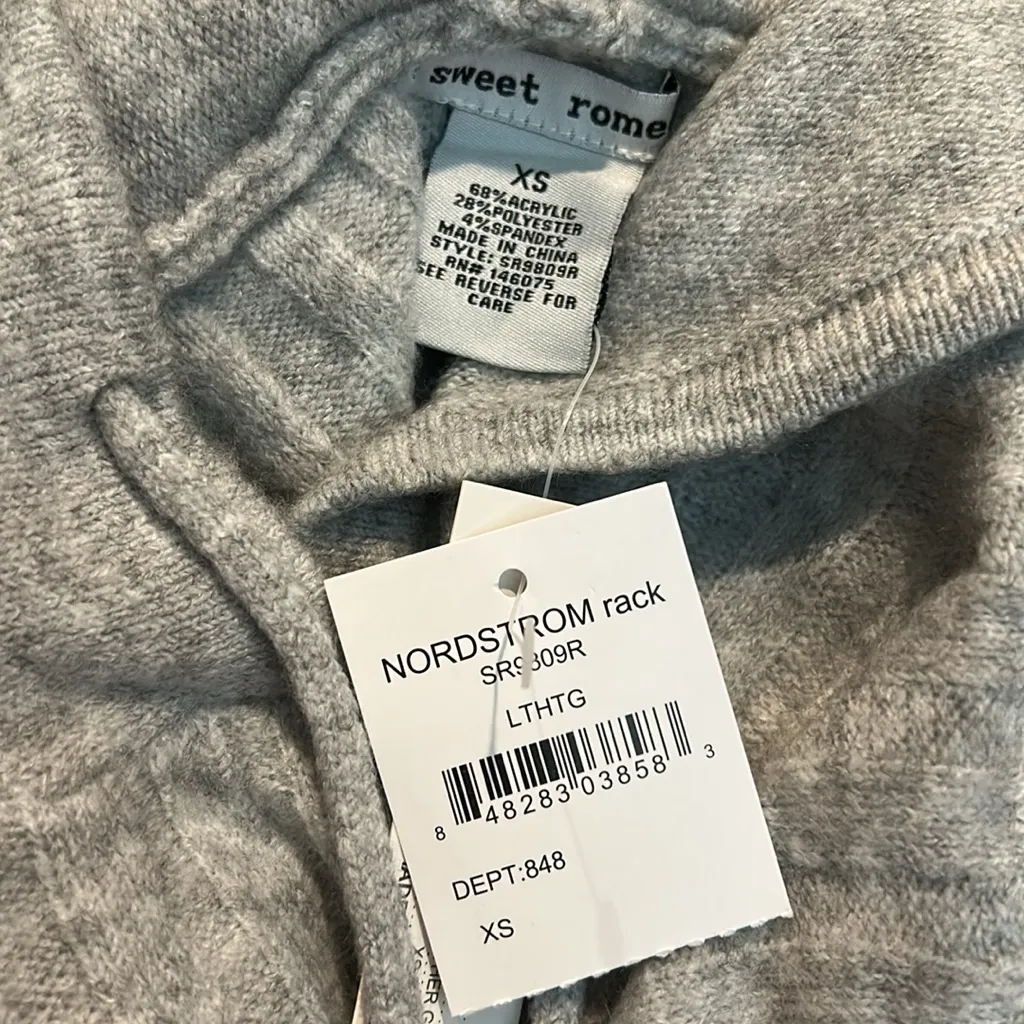 sweet rome
XS
68%ACRYLIC
28%POLYESTER
4%SPANDEX
MADE IN CHINA
STYLE: SR9809R
RN# 146075
SEE REVERSE FOR
CARE
NORDSTROM rack
SR9809R
LTHTG
8 48283 03858 3
DEPT:848
XS